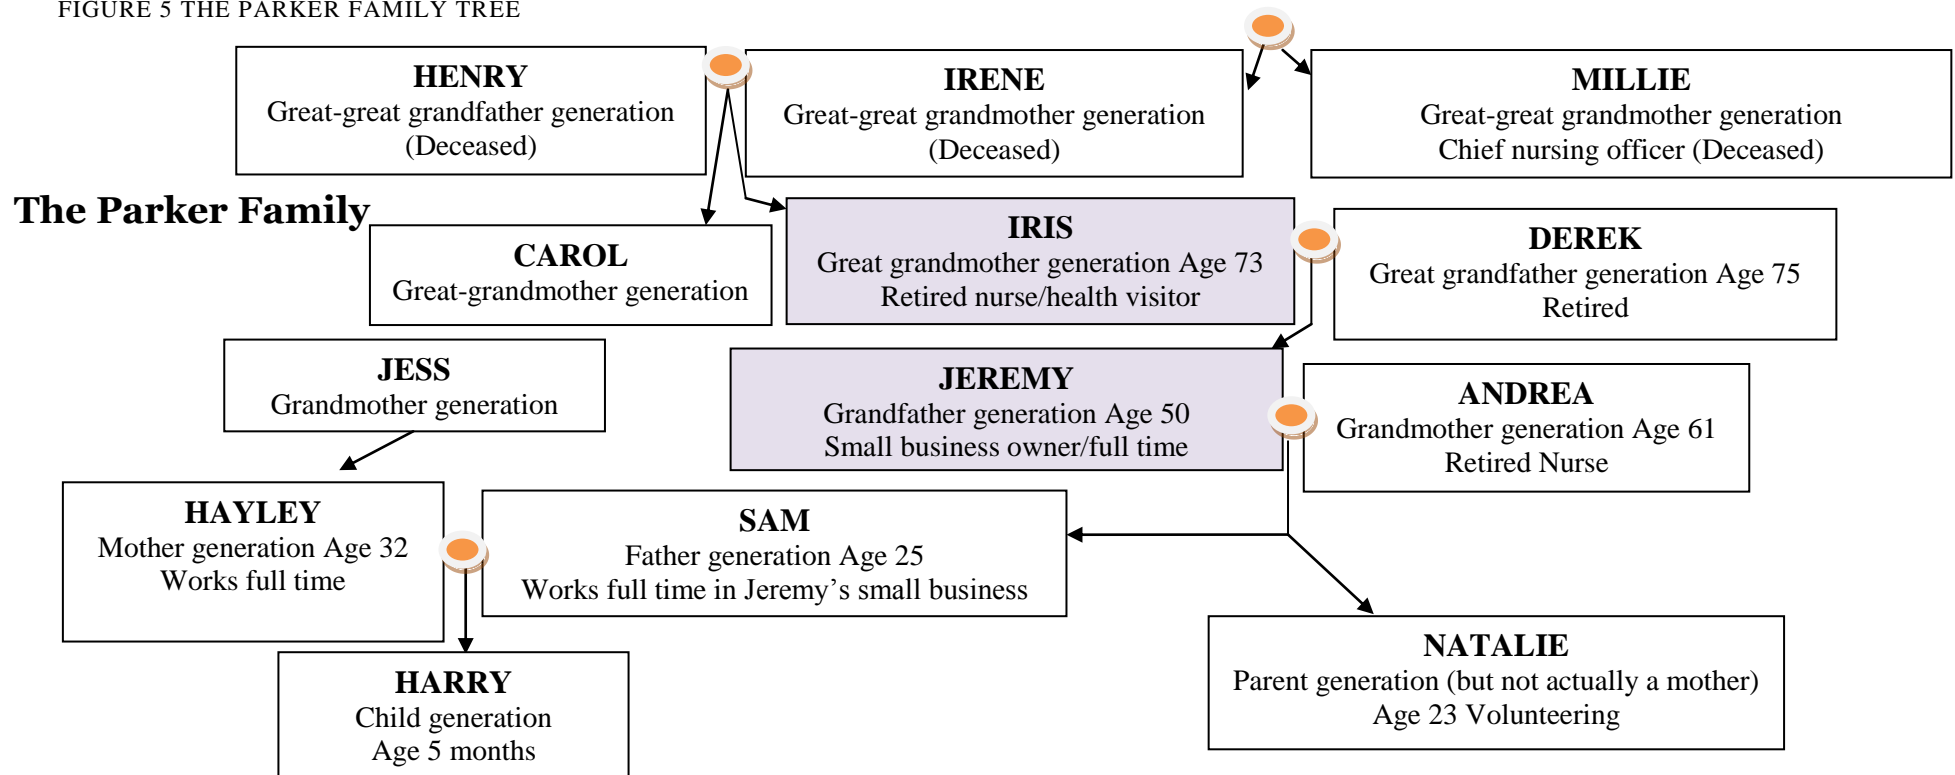 FIGURE 5 THE PARKER FAMILY TREE
HENRY
Great-great grandfather generation
(Deceased)
IRENE
Great-great grandmother generation
(Deceased)
MILLIE
Great-great grandmother generation
Chief nursing officer (Deceased)
The Parker Family
CAROL
Great-grandmother generation
IRIS
Great grandmother generation Age 73
Retired nurse/health visitor
DEREK
Great grandfather generation Age 75
Retired
JESS
Grandmother generation
JEREMY
Grandfather generation Age 50
Small business owner/full time
ANDREA
Grandmother generation Age 61
Retired Nurse
HAYLEY
Mother generation Age 32
Works full time
SAM
Father generation Age 25
Works full time in Jeremy’s small business
HARRY
Child generation
Age 5 months
NATALIE
Parent generation (but not actually a mother)
Age 23 Volunteering